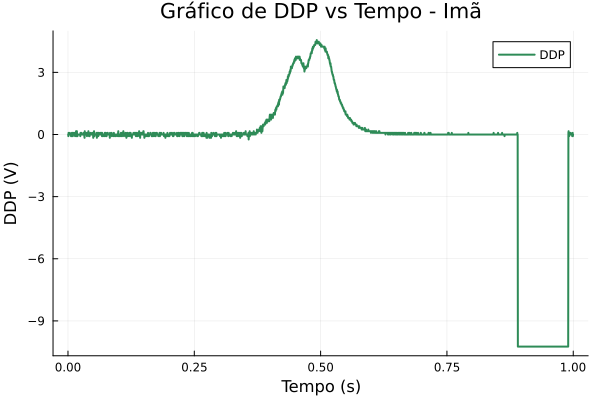 Gráfico de DDP vs Tempo - Imã
DDP
DDP (V)
3
0
−3
−6
−9
0.00 0.25 0.50 0.75 1.00
Tempo (s)